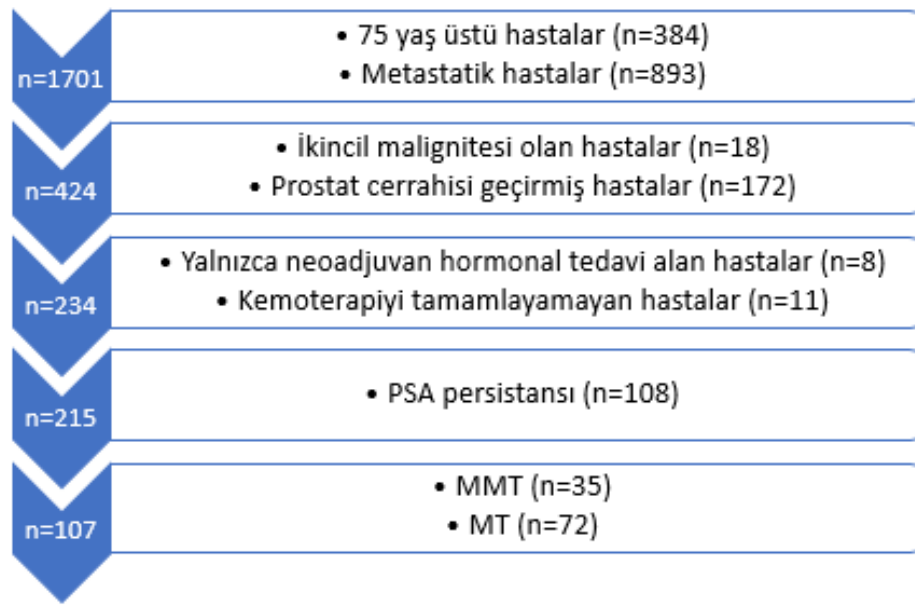 n=1701
• 75 yaş üstü hastalar (n=384)
• Metastatik hastalar (n=893)
n=424
• İkincil malignitesi olan hastalar (n=18)
• Prostat cerrahisi geçirmiş hastalar (n=172)
n=234
• Yalnızca neoadjuvan hormonal tedavi alan hastalar (n=8)
• Kemoterapiyi tamamlayamayan hastalar (n=11)
n=215
• PSA persistansı (n=108)
n=107
• MMT (n=35)
• MT (n=72)